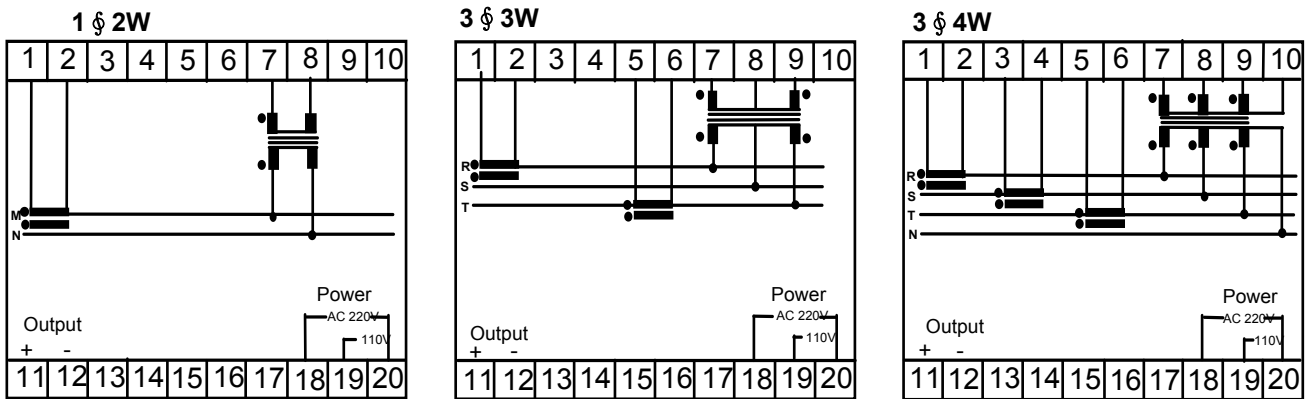 1 ∮ 2W
1 2 3 4 5 6 7 8 9 10
M
N
Power
AC 220V
Output
110V
+ -
11 12 13 14 15 16 17 18 19 20
3 ∮ 3W
1 2 3 4 5 6 7 8 9 10
R
S
T
Power
AC 220V
Output
110V
+ -
11 12 13 14 15 16 17 18 19 20
3 ∮ 4W
1 2 3 4 5 6 7 8 9 10
R
S
T
N
Power
AC 220V
Output
110V
+ -
11 12 13 14 15 16 17 18 19 20